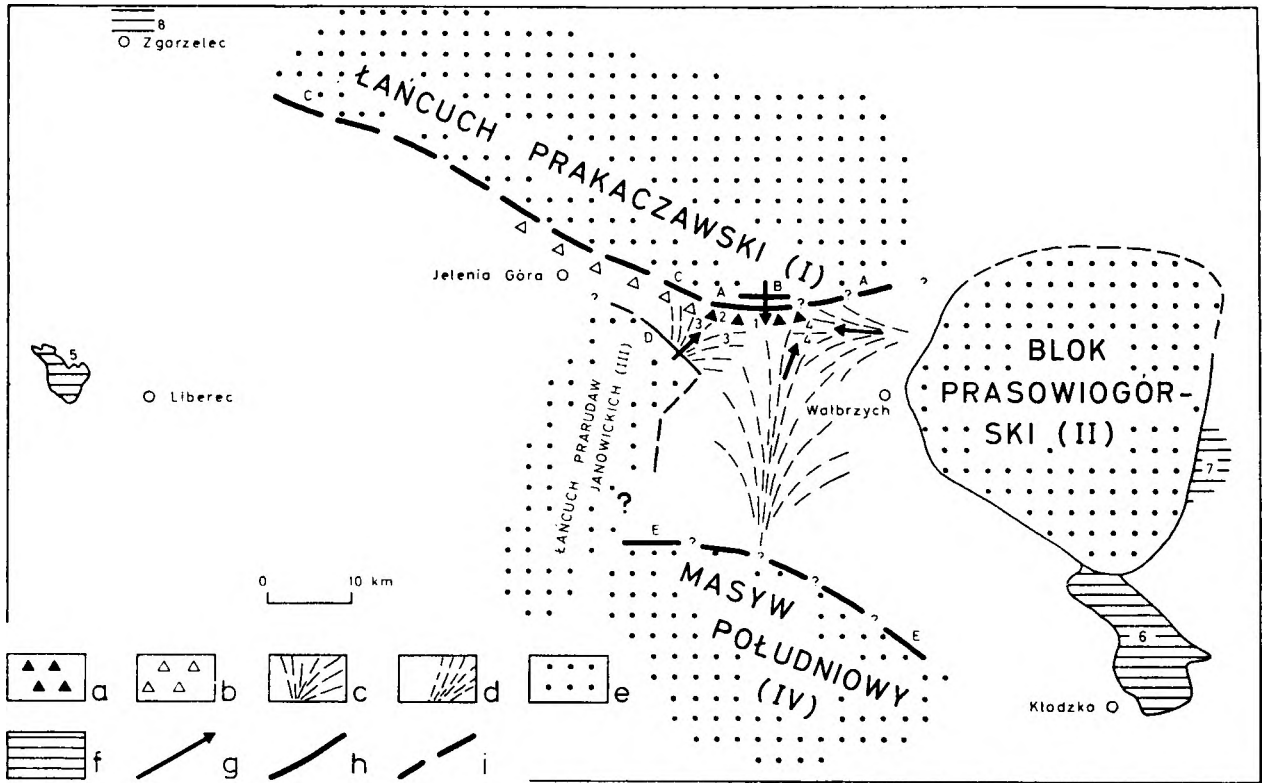 8
Zgorzelec
C
ŁAŃCUCH PRAKACZAWSKI (I)
Jelenia Góra
C
A
B
?
?
A
?
?
3
2
1
4
3
4
D
5
Liberec
Wałbrzych
BLOK
PRASOWIOGÓR-
SKI (II)
7
ŁAŃCUCH PRARUDAW
JANOWICKICH (III)
?
E
?
?
?
?
E
0 10 km
MASYW
POŁUDNIOWY
(IV)
6
Kłodzko
a
b
c
d
e
f
g
h
i